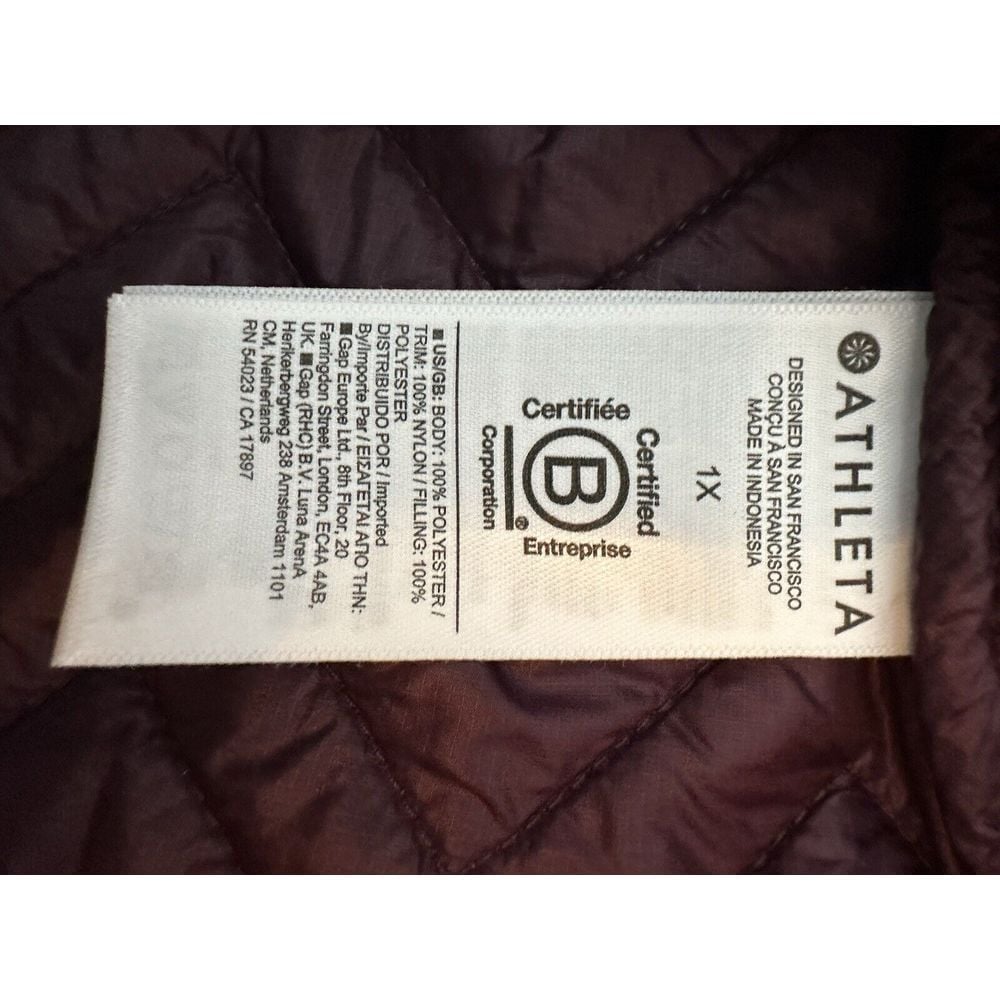 ATHLETA
DESIGNED IN SAN FRANCISCO
CONÇU À SAN FRANCISCO
MADE IN INDONESIA
1X
Certified
Certifiée
B
Entreprise
Corporation
®
■ US/GB: BODY: 100% POLYESTER /
TRIM: 100% NYLON / FILLING: 100%
POLYESTER
DISTRIBUIDO POR / Imported
By/Importe Par / ΕΙΣΑΓΕΤΑΙ ΑΠΟ ΤΗΝ:
■ Gap Europe Ltd., 8th Floor, 20
Farringdon Street, London, EC4A 4AB,
UK. ■ Gap (RHC) B.V. Luna ArenA
Herikerbergweg 238 Amsterdam 1101
CM, Netherlands
RN 54023 / CA 17897